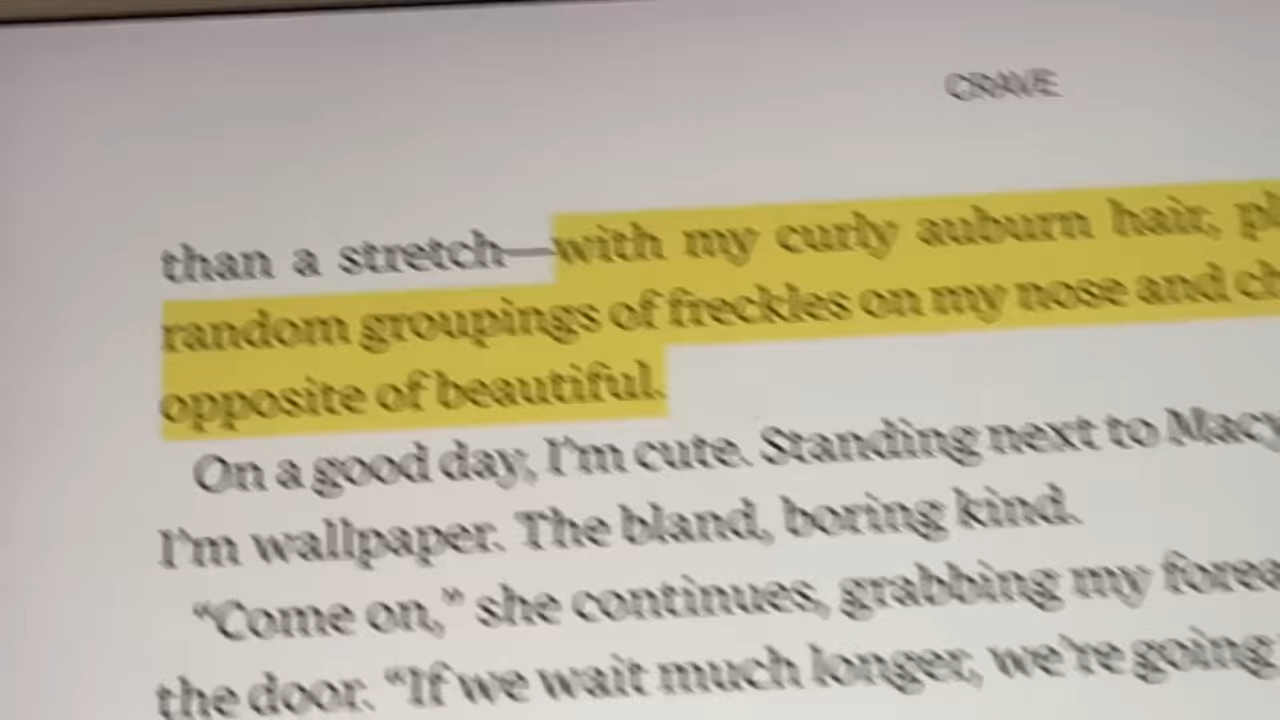 CRAVE
than a stretch—with my curly auburn hair,
random groupings of freckles on my nose and
opposite of beautiful.
On a good day, I'm cute. Standing next to Macy
I'm wallpaper. The bland, boring kind.
“Come on,” she continues, grabbing my
the door. “If we wait much longer, we're going